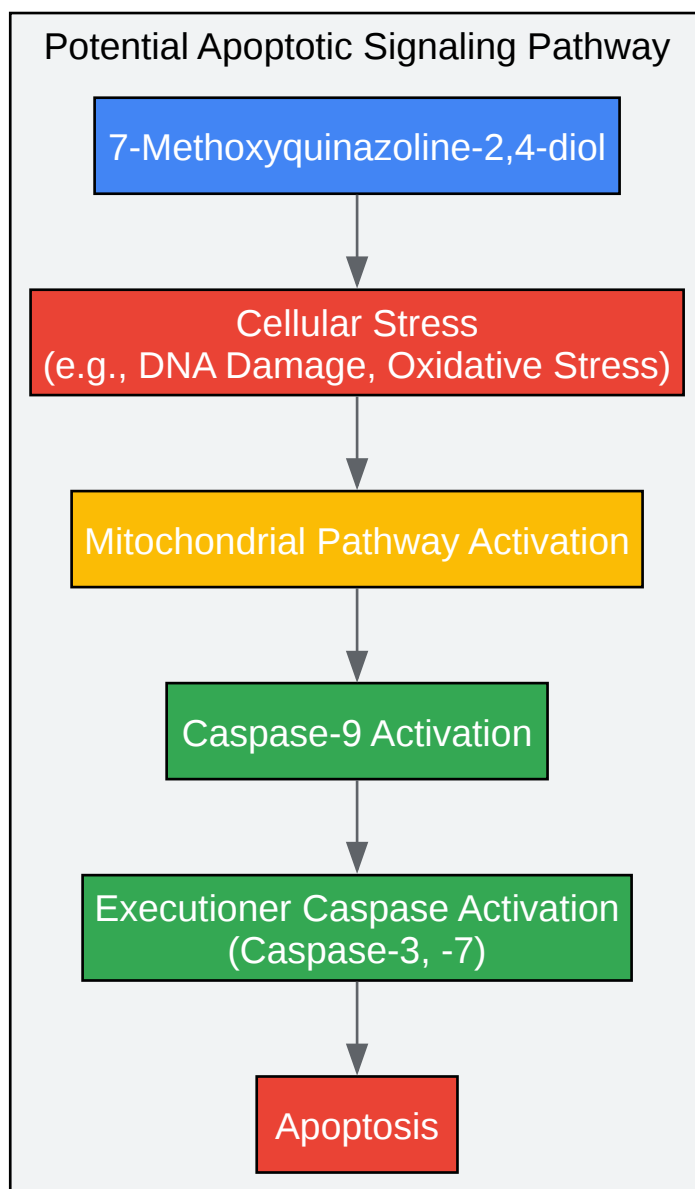 Potential Apoptotic Signaling Pathway
7-Methoxyquinazoline-2,4-diol
Cellular Stress
(e.g., DNA Damage, Oxidative Stress)
Mitochondrial Pathway Activation
Caspase-9 Activation
Executioner Caspase Activation
(Caspase-3, -7)
Apoptosis